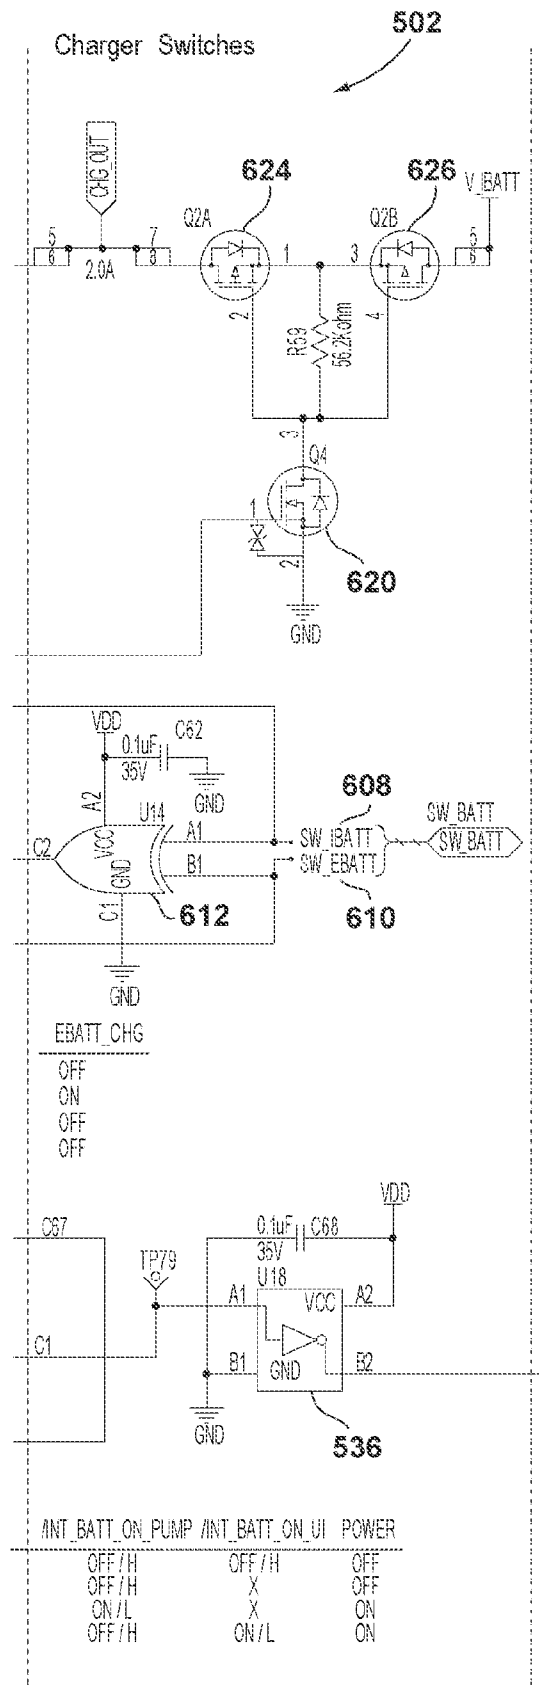 502
Charger Switches
CHG OUT
624
626
V_BATT
Q2A
Q2B
5
6
2.0A
7
8
1
3
5
6
2
4
R59
56.2Kohm
3
Q4
1
2
620
GND
VDD
0.1uF
35V
C62
GND
A2
U14
VCC
GND
A1
B1
C2
C1
612
GND
608
SW_IBATT
SW_EBATT
610
SW_BATT
SW_BATT
EBATT_CHG
OFF
ON
OFF
OFF
C67
VDD
0.1uF
35V
C68
TP79
U18
A1
VCC
A2
C1
B1
GND
B2
GND
536
/INT_BATT_ON_PUMP /INT_BATT_ON_UI POWER
OFF/H OFF/H OFF
OFF/H X OFF
ON/L X ON
OFF/H ON/L ON